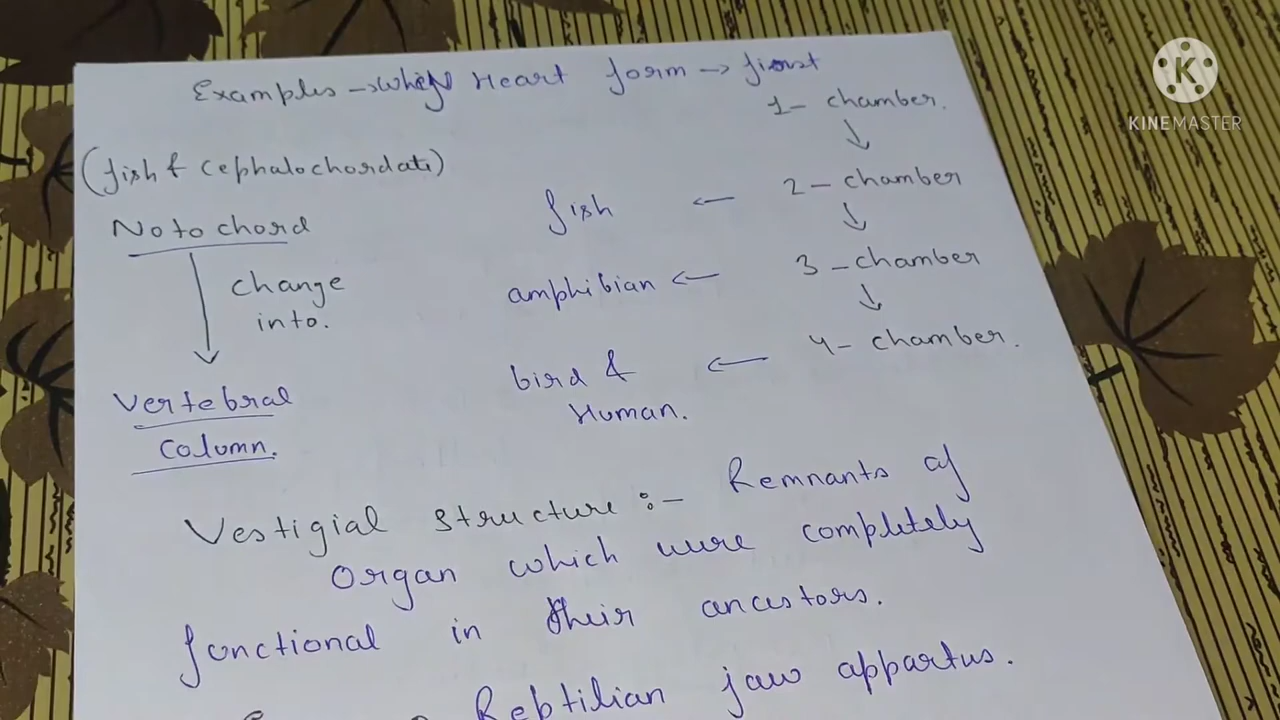 Examples → when Heart form → first
1 - chamber.
↓
2 - chamber
fish ←
↓
3 - chamber
amphibian ←
↓
4 - chamber.
bird & ←
Human.
(fish & Cephalochordate)
Notochord
↓ change
into.
Vertebral
Column.
Vestigial structure :- Remnants of
organ which were completely
fonctional in their ancestors.
Reptilian jaw appartus.
K
KINEMASTER